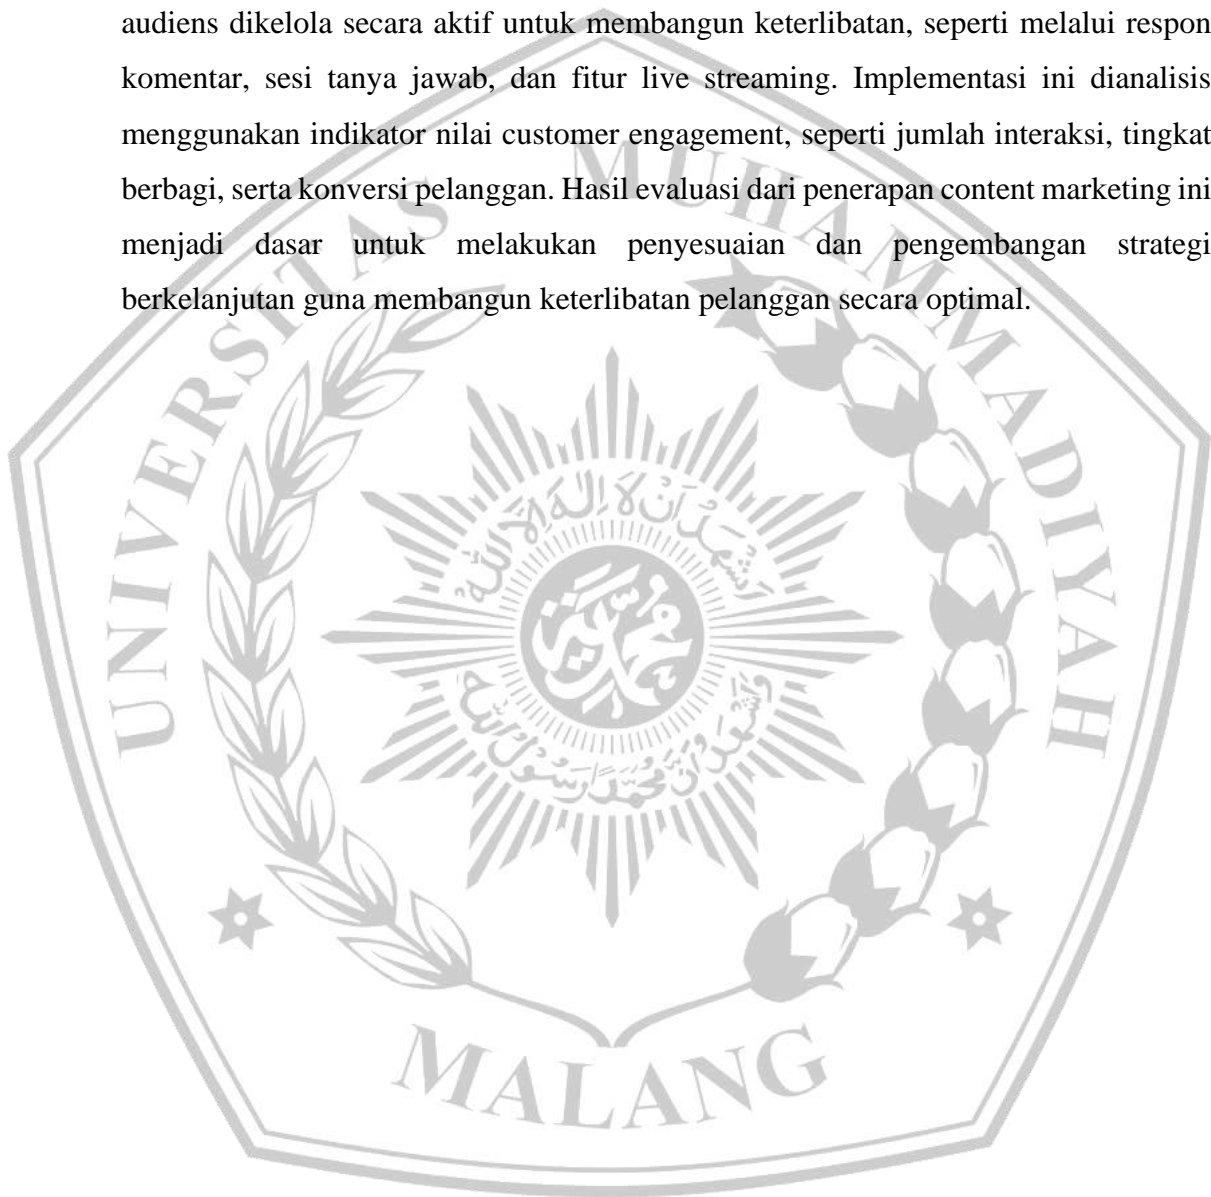 audiens dikelola secara aktif untuk membangun keterlibatan, seperti melalui respon
komentar, sesi tanya jawab, dan fitur live streaming. Implementasi ini dianalisis
menggunakan indikator nilai customer engagement, seperti jumlah interaksi, tingkat
berbagi, serta konversi pelanggan. Hasil evaluasi dari penerapan content marketing ini
menjadi dasar untuk melakukan penyesuaian dan pengembangan strategi
berkelanjutan guna membangun keterlibatan pelanggan secara optimal.
UNIVERSITAS MUHAMMADIYAH
MALANG